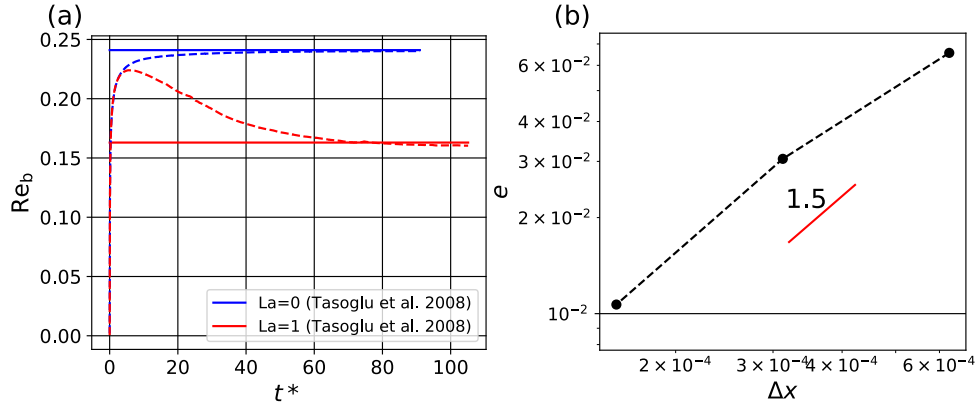 (a)
Re_b
0.25
0.20
0.15
0.10
0.05
0.00
0 20 40 60 80 100
t*
La=0 (Tasoglu et al. 2008)
La=1 (Tasoglu et al. 2008)
(b)
e
6 × 10⁻²
3 × 10⁻²
2 × 10⁻²
10⁻²
1.5
2 × 10⁻⁴ 3 × 10⁻⁴ 4 × 10⁻⁴ 6 × 10⁻⁴
Δx